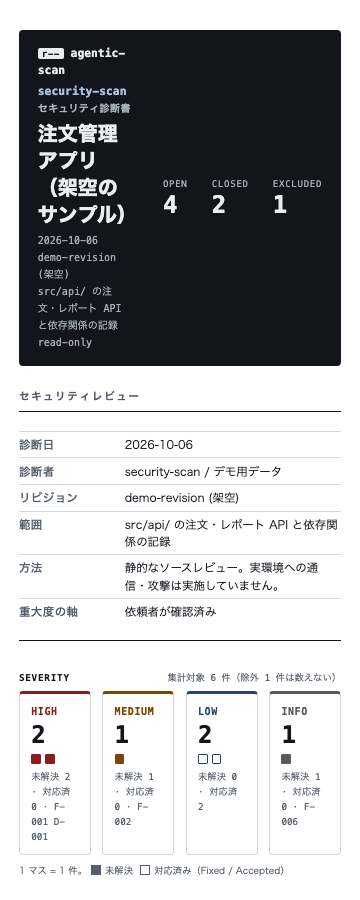 r-- agentic-
scan
security-scan
セキュリティ診断書
注文管理
アプリ
（架空の
サンプル）
2026-10-06
demo-revision
(架空)
src/api/ の注
文・レポート API
と依存関係の記録
read-only
OPEN CLOSED EXCLUDED
4 2 1
セキュリティレビュー
診断日 2026-10-06
診断者 security-scan / デモ用データ
リビジョン demo-revision (架空)
範囲 src/api/ の注文・レポート API と依存関
係の記録
方法 静的なソースレビュー。実環境への通
信・攻撃は実施していません。
重大度の軸 依頼者が確認済み
SEVERITY 集計対象 6 件（除外 1 件は数えない）
HIGH MEDIUM LOW INFO
2 1 2 1
未解決 2
・ 対応済
0 · F-
001 D-
001
未解決 1
・ 対応済
0 · F-
002
未解決 0
・ 対応済
2
未解決 1
・ 対応済
0 · F-
006
1 マス = 1 件。 未解決 対応済み（Fixed / Accepted）